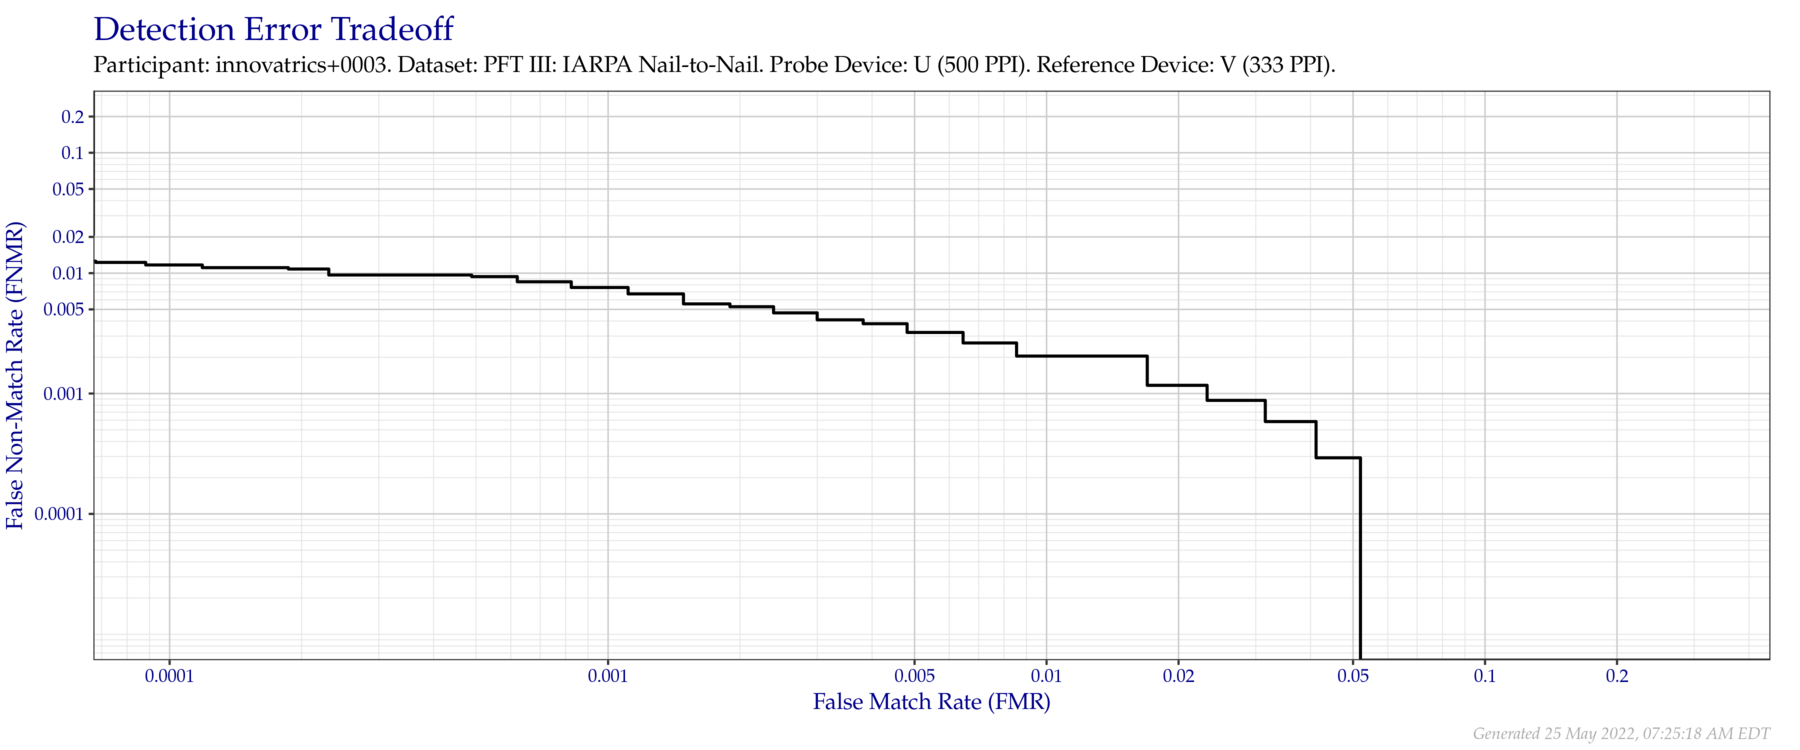 Detection Error Tradeoff
Participant: innovatrics+0003. Dataset: PFT III: IARPA Nail-to-Nail. Probe Device: U (500 PPI). Reference Device: V (333 PPI).
False Non-Match Rate (FNMR)
0.2
0.1
0.05
0.02
0.01
0.005
0.001
0.0001
0.0001 0.001 0.005 0.01 0.02 0.05 0.1 0.2
False Match Rate (FMR)
Generated 25 May 2022, 07:25:18 AM EDT